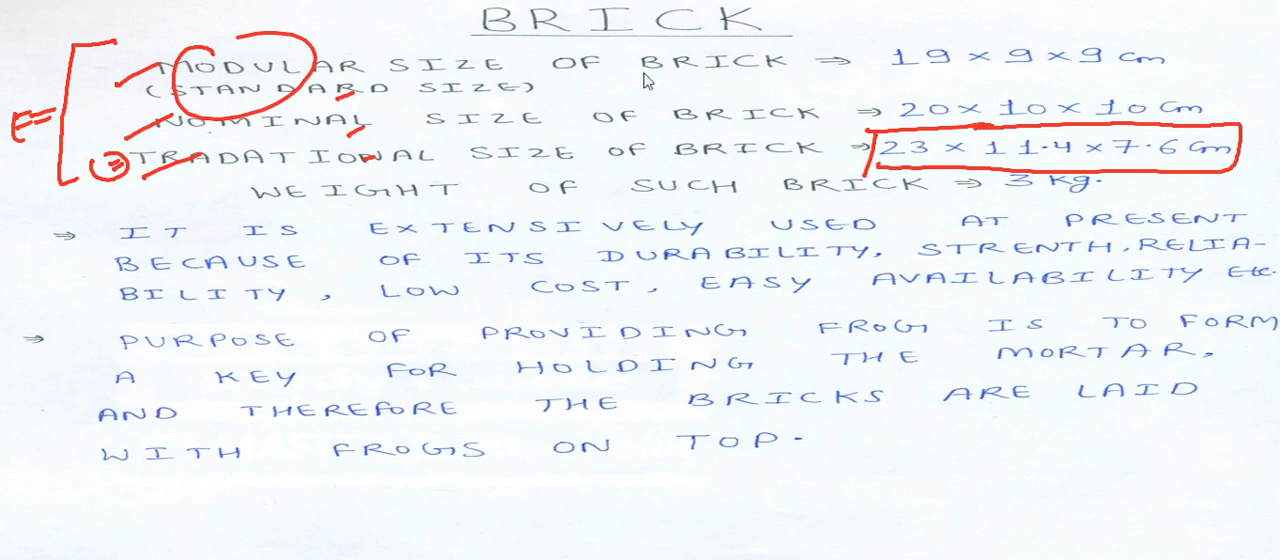 BRICK
MODULAR SIZE OF BRICK ⇒ 19 × 9 × 9 cm
(STANDARD SIZE)
NOMINAL SIZE OF BRICK ⇒ 20 × 10 × 10 cm
TRADATIONAL SIZE OF BRICK ⇒ 23 × 11.4 × 7.6 cm
WEIGHT OF SUCH BRICK ⇒ 3 kg.
⇒ IT IS EXTENSIVELY USED AT PRESENT
BECAUSE OF ITS DURABILITY, STRENTH, RELIA-
BILITY, LOW COST, EASY AVAILABILITY Etc.
⇒ PURPOSE OF PROVIDING FROG IS TO FORM
A KEY FOR HOLDING THE MORTAR,
AND THEREFORE THE BRICKS ARE LAID
WITH FROGS ON TOP.